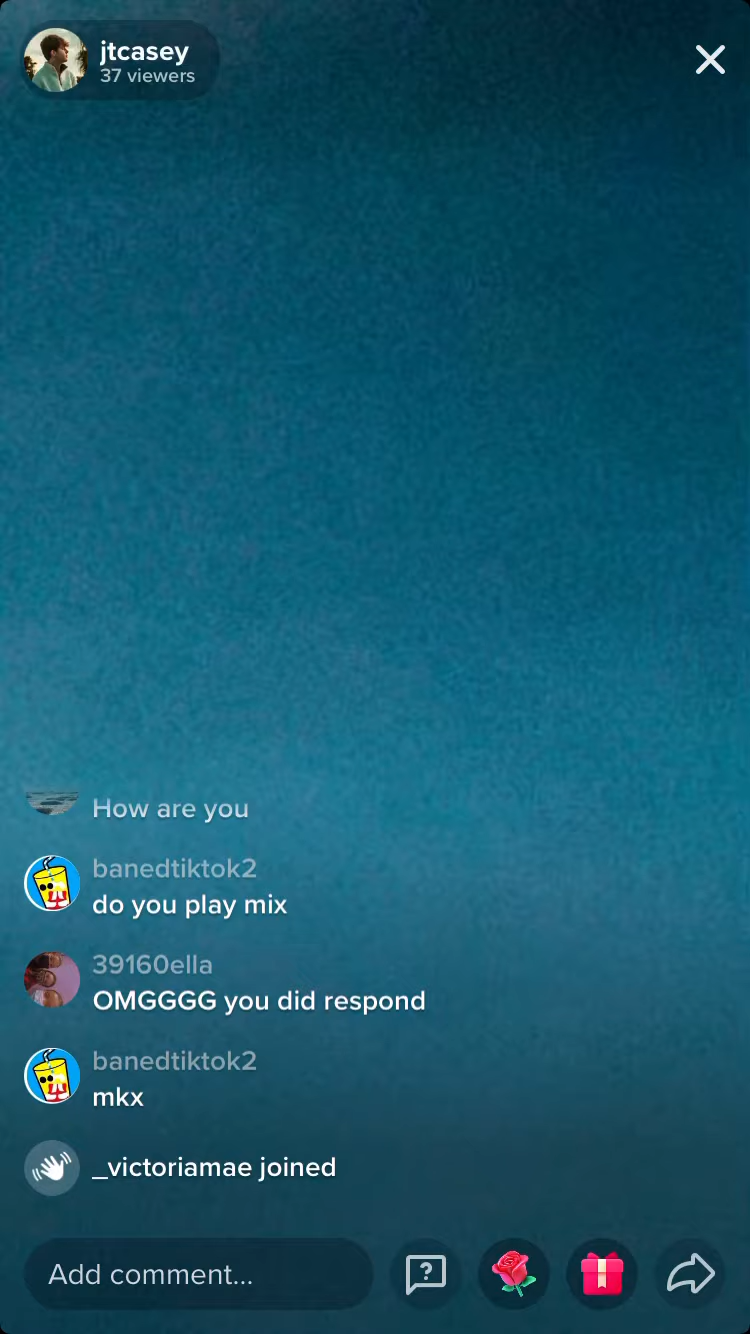 jtcasey
37 viewers
How are you
banedtiktok2
do you play mix
39160ella
OMGGGG you did respond
banedtiktok2
mkx
_victoriamae joined
Add comment...